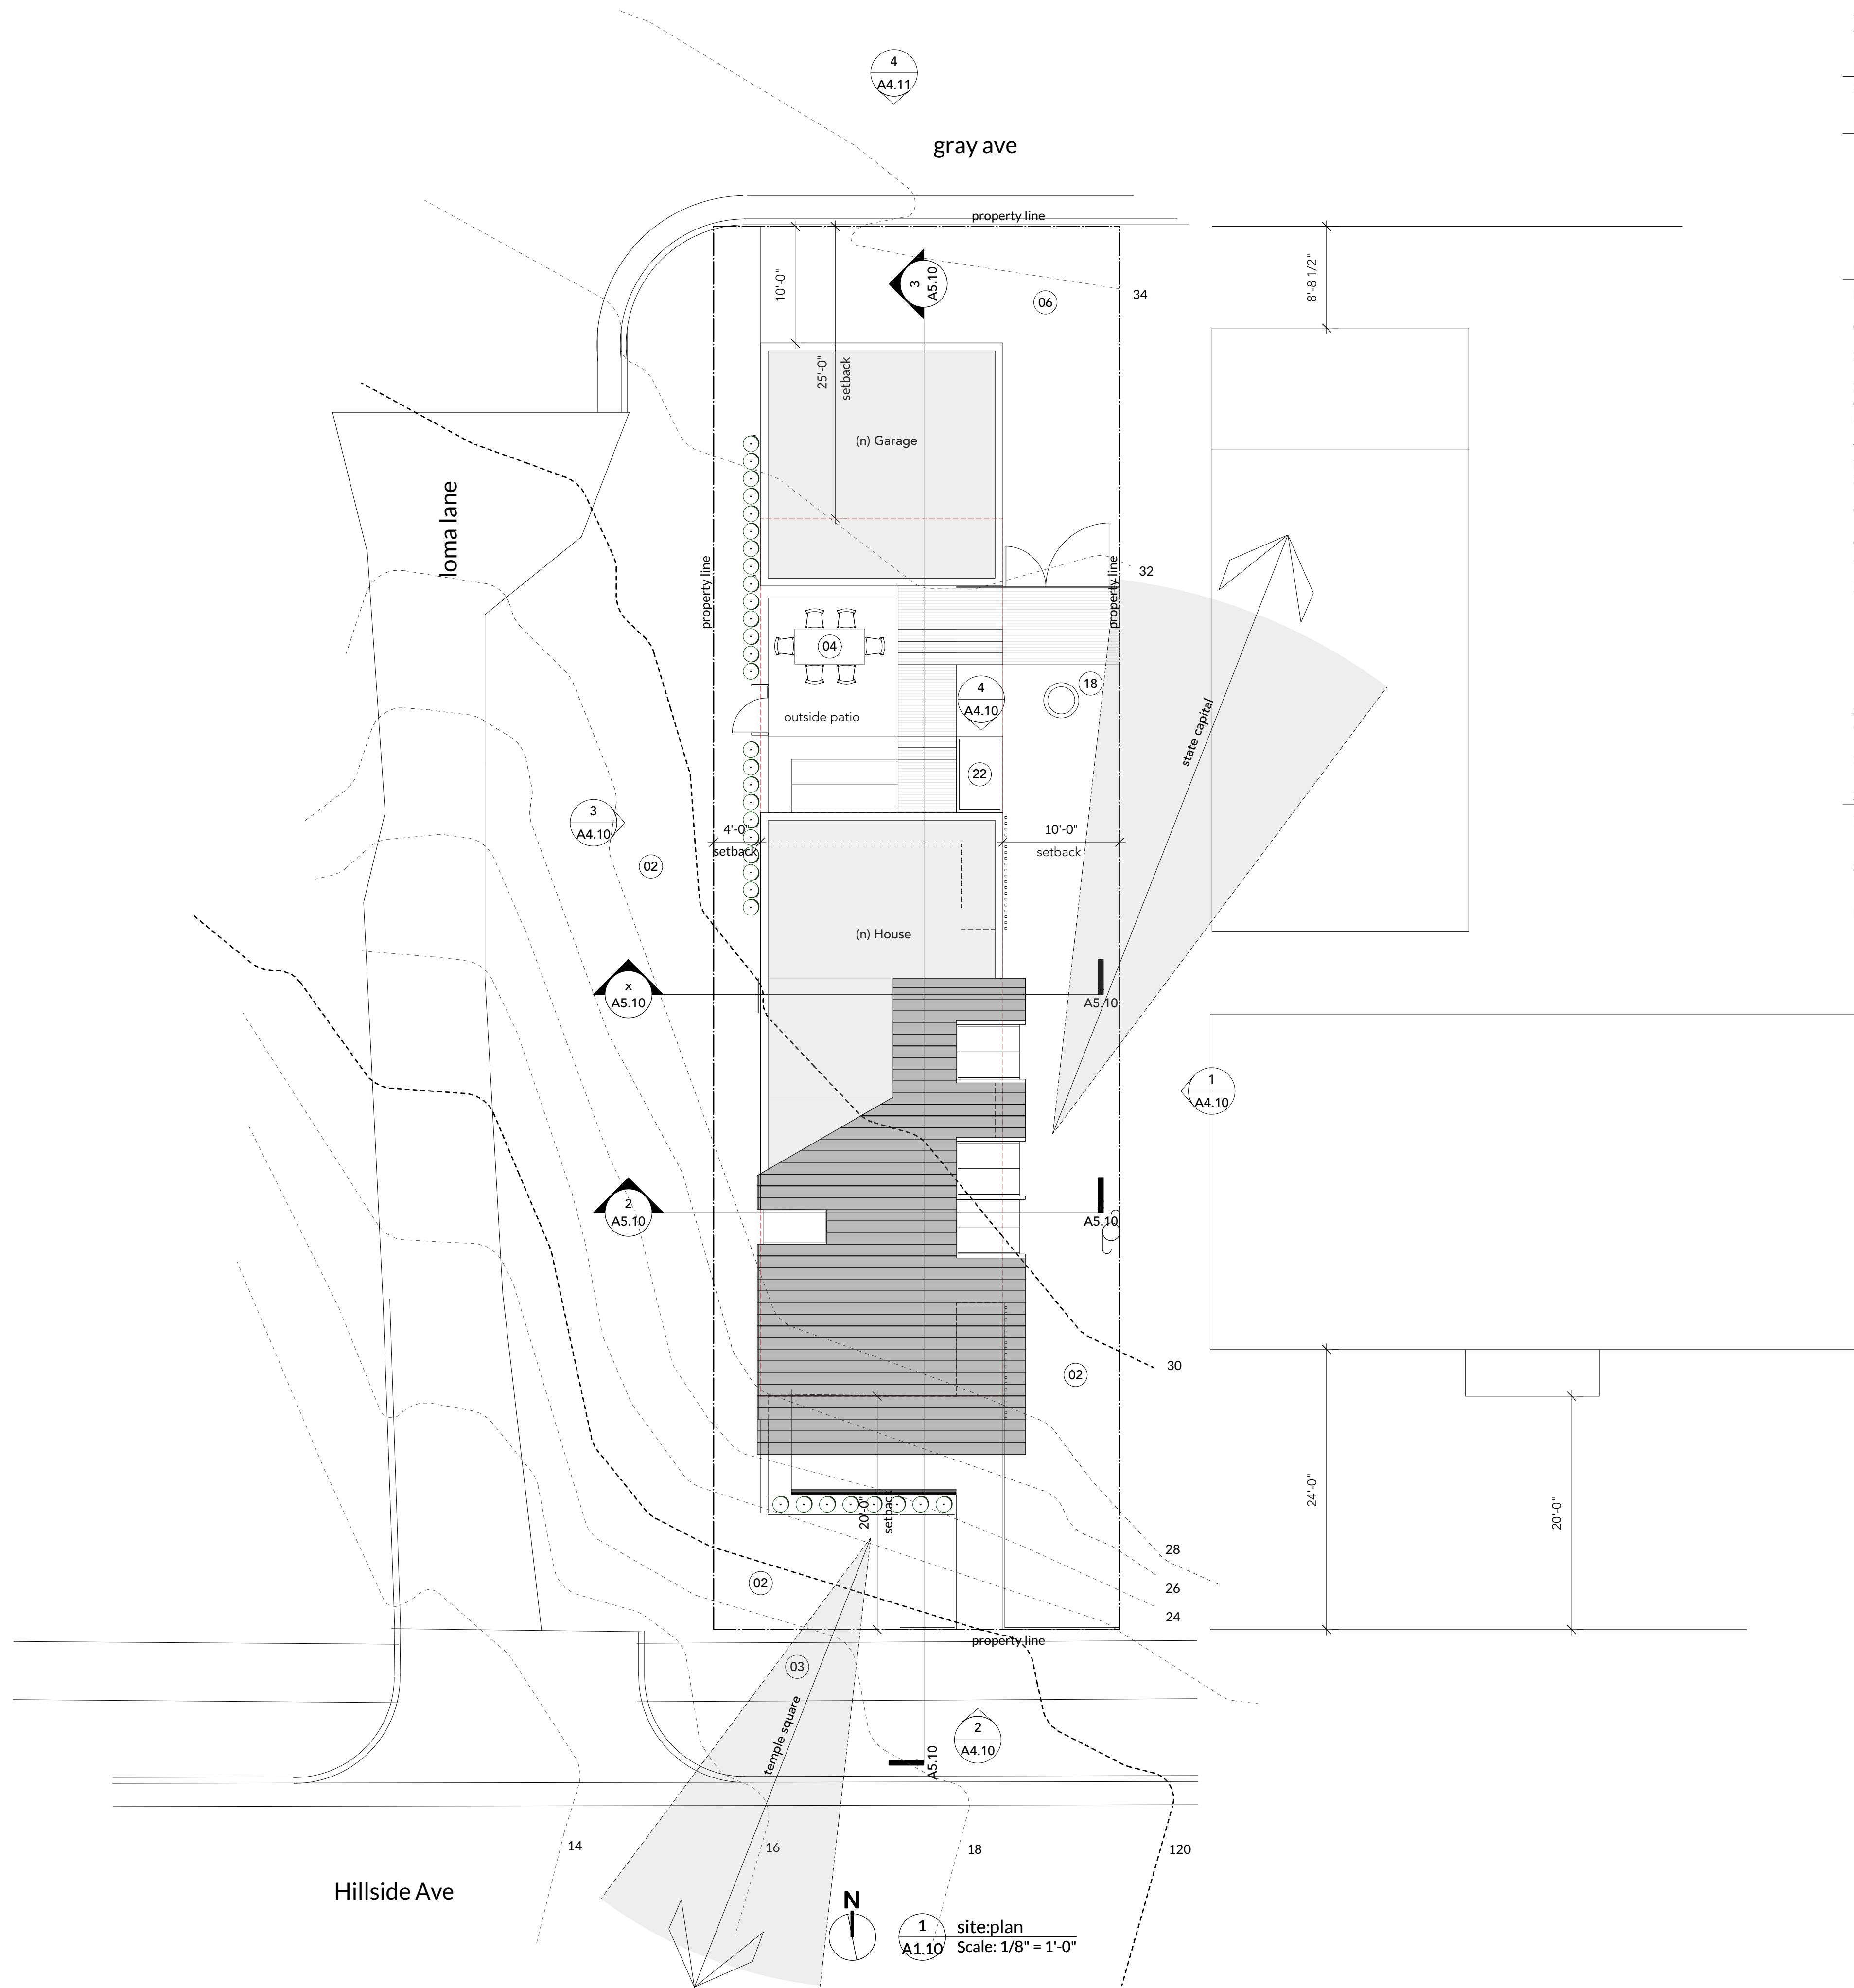 4
A4.11
gray ave
property line
10'-0"
3
A5.10
06
34
8'-8 1/2"
25'-0"
setback
(n) Garage
loma lane
property line
property line
32
04
18
4
A4.10
outside patio
state capital
22
3
A4.10
4'-0"
setback
10'-0"
setback
02
(n) House
x
A5.10
A5.10
1
A4.10
2
A5.10
A5.10
30
02
24'-0"
20'-0"
20'-0"
setback
28
26
24
02
property line
03
temple square
2
A4.10
A5.10
14
16
18
120
Hillside Ave
N
1
A1.10
site:plan
Scale: 1/8" = 1'-0"